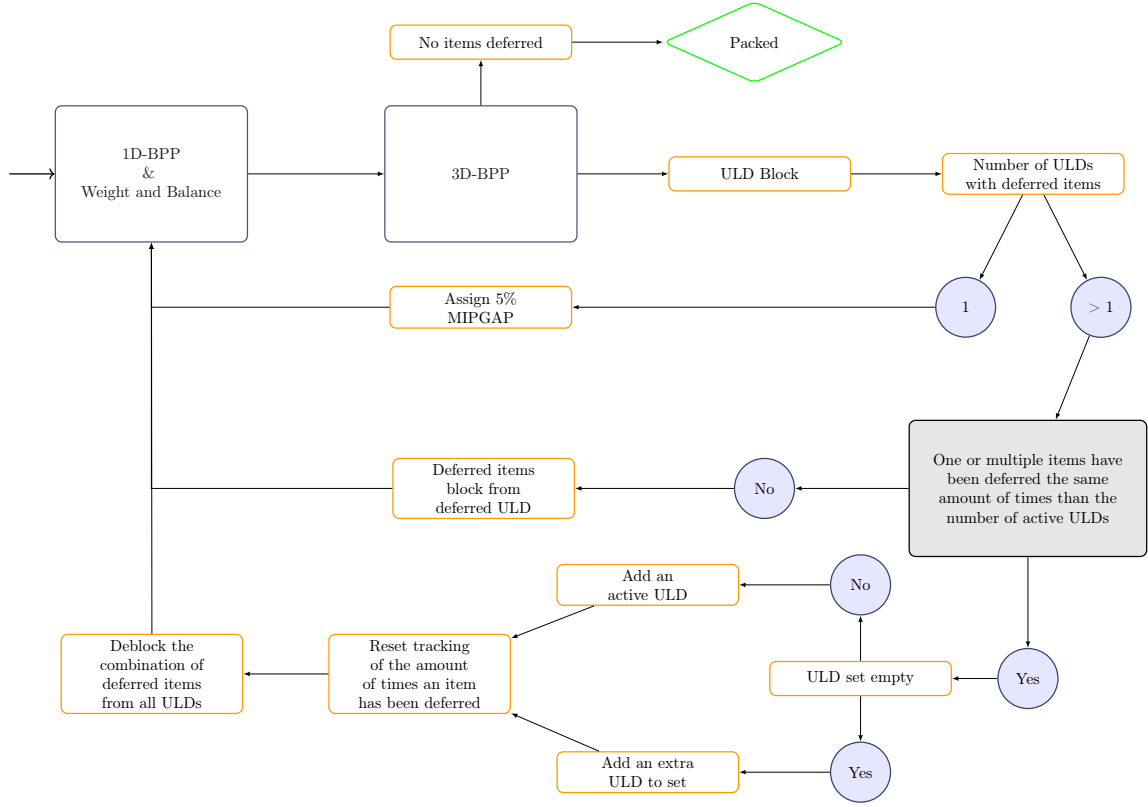 No items deferred
Packed
1D-BPP
&
Weight and Balance
3D-BPP
ULD Block
Number of ULDs
with deferred items
Assign 5%
MIPGAP
1
> 1
Deferred items
block from
deferred ULD
No
One or multiple items have
been deferred the same
amount of times than the
number of active ULDs
Add an
active ULD
No
Deblock the
combination of
deferred items
from all ULDs
Reset tracking
of the amount
of times an item
has been deferred
ULD set empty
Yes
Add an extra
ULD to set
Yes